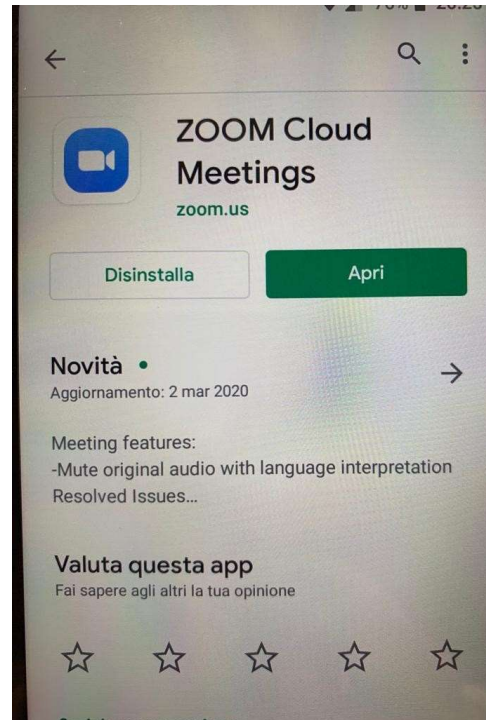 ZOOM Cloud
Meetings
zoom.us
Disinstalla
Apri
Novità •
Aggiornamento: 2 mar 2020
Meeting features:
-Mute original audio with language interpretation
Resolved Issues...
Valuta questa app
Fai sapere agli altri la tua opinione